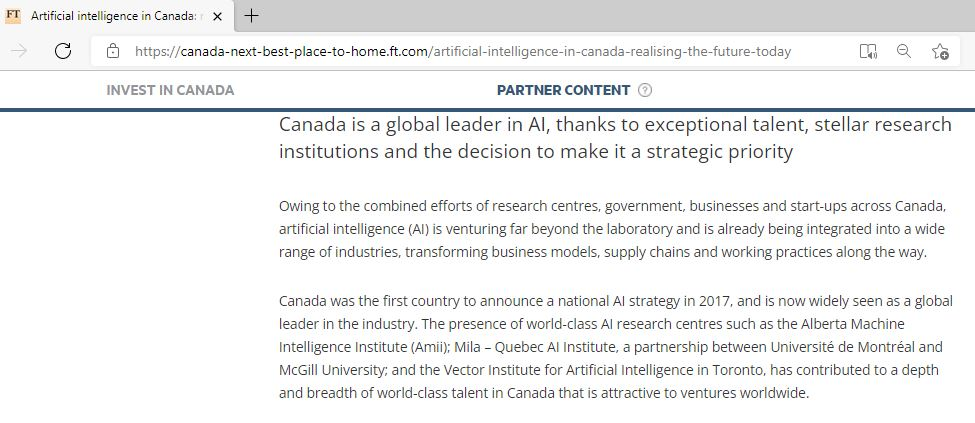 FT Artificial intelligence in Canada:
https://canada-next-best-place-to-home.ft.com/artificial-intelligence-in-canada-realising-the-future-today
INVEST IN CANADA PARTNER CONTENT ?
Canada is a global leader in AI, thanks to exceptional talent, stellar research
institutions and the decision to make it a strategic priority
Owing to the combined efforts of research centres, government, businesses and start-ups across Canada,
artificial intelligence (AI) is venturing far beyond the laboratory and is already being integrated into a wide
range of industries, transforming business models, supply chains and working practices along the way.
Canada was the first country to announce a national AI strategy in 2017, and is now widely seen as a global
leader in the industry. The presence of world-class AI research centres such as the Alberta Machine
Intelligence Institute (Amii); Mila – Quebec AI Institute, a partnership between Université de Montréal and
McGill University; and the Vector Institute for Artificial Intelligence in Toronto, has contributed to a depth
and breadth of world-class talent in Canada that is attractive to ventures worldwide.